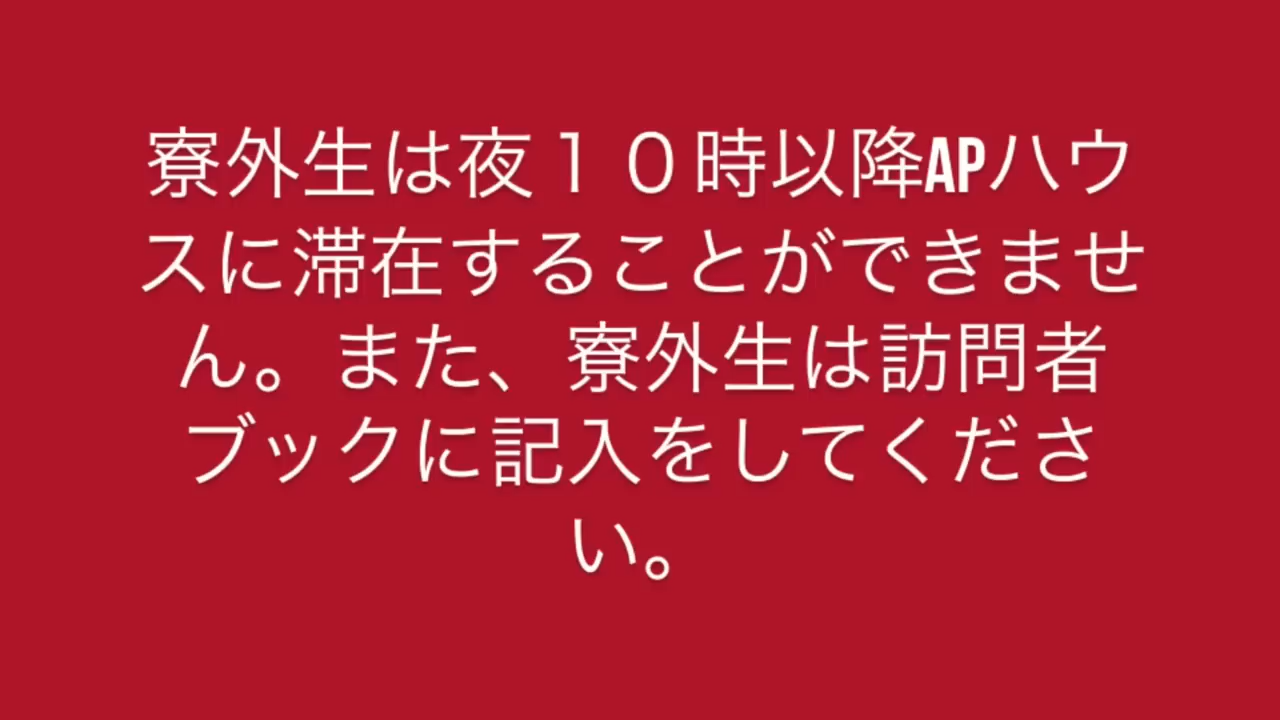 寮外生は夜１０時以降APハウ
スに滞在することができませ
ん。また、寮外生は訪問者
ブックに記入をしてくださ
い。